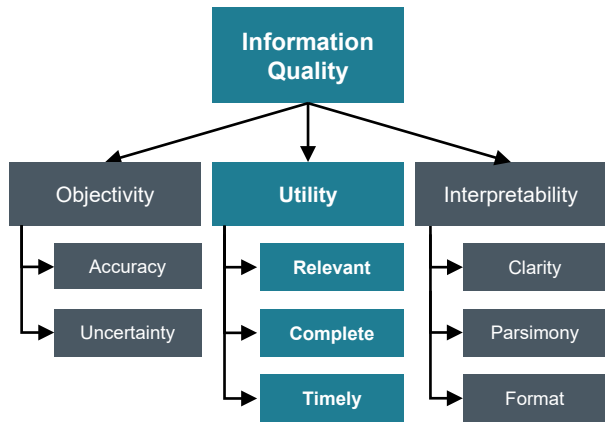 Information
Quality
Objectivity
Utility
Interpretability
Accuracy
Relevant
Clarity
Uncertainty
Complete
Parsimony
Timely
Format